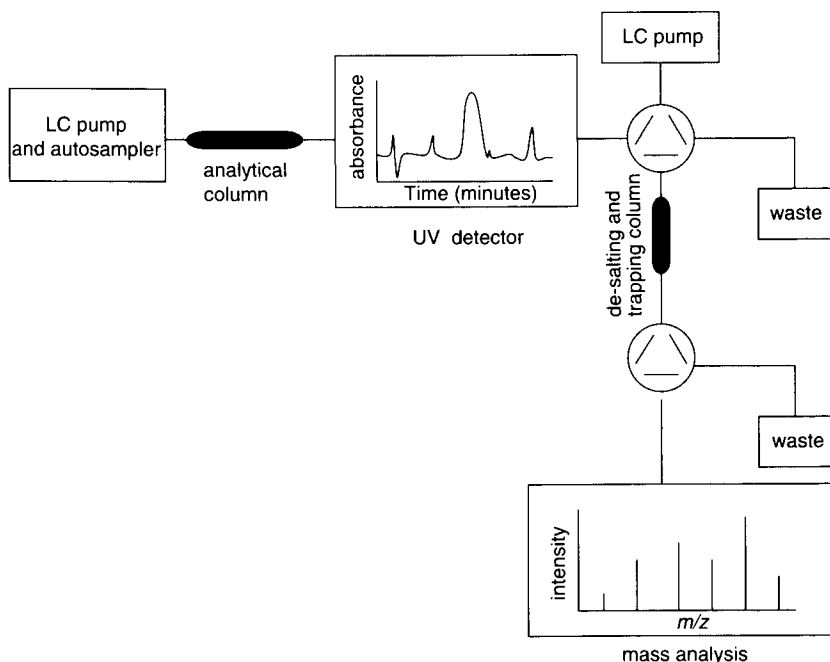 LC pump
LC pump
and autosampler
analytical
column
absorbance
Time (minutes)
UV detector
waste
de-salting and
trapping column
waste
intensity
m/z
mass analysis